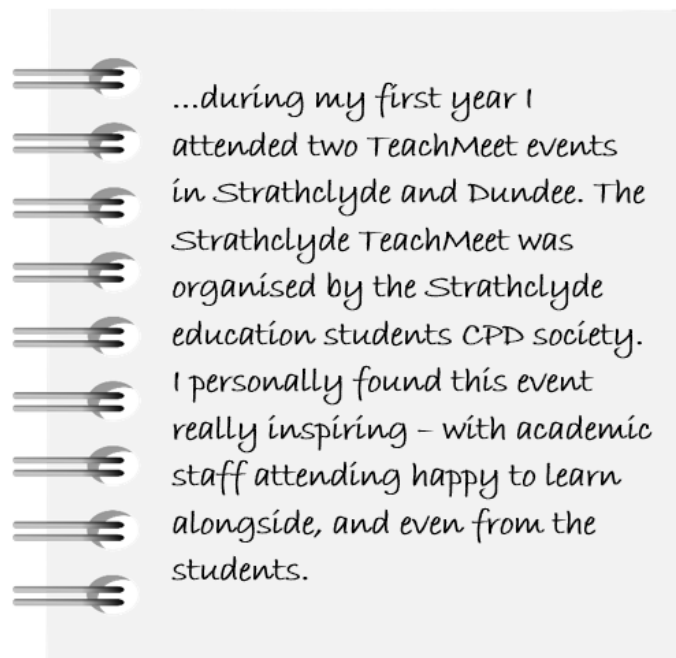 ...during my first year I
attended two TeachMeet events
in Strathclyde and Dundee. The
Strathclyde TeachMeet was
organised by the Strathclyde
education students CPD society.
I personally found this event
really inspiring – with academic
staff attending happy to learn
alongside, and even from the
students.